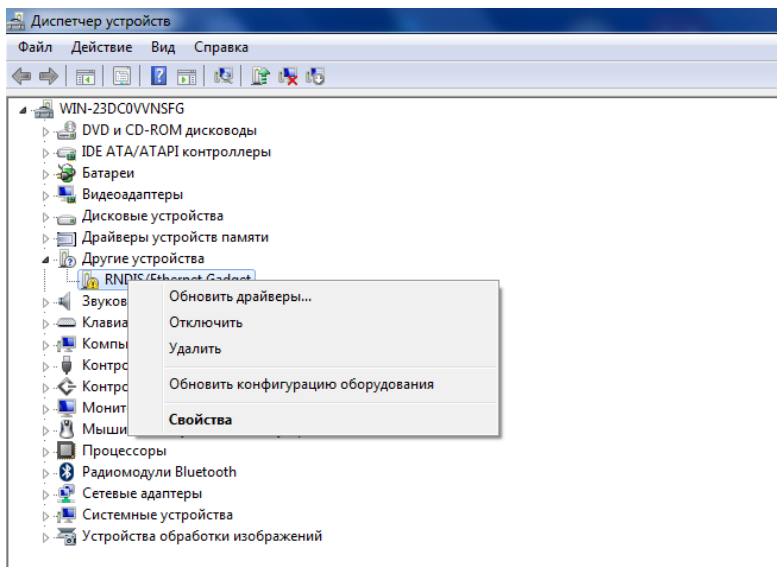 Диспетчер устройств
Файл Действие Вид Справка
WIN-23DC0VVNSFG
DVD и CD-ROM дисководы
IDE ATA/ATAPI контроллеры
Батареи
Видеоадаптеры
Дисковые устройства
Драйверы устройств памяти
Другие устройства
RNDIS/Ethernet Gadget
Звуков
Обновить драйверы...
Клавиа
Отключить
Компы
Удалить
Контро
Контро
Обновить конфигурацию оборудования
Монит
Свойства
Мыши
Процессоры
Радиомодули Bluetooth
Сетевые адаптеры
Системные устройства
Устройства обработки изображений